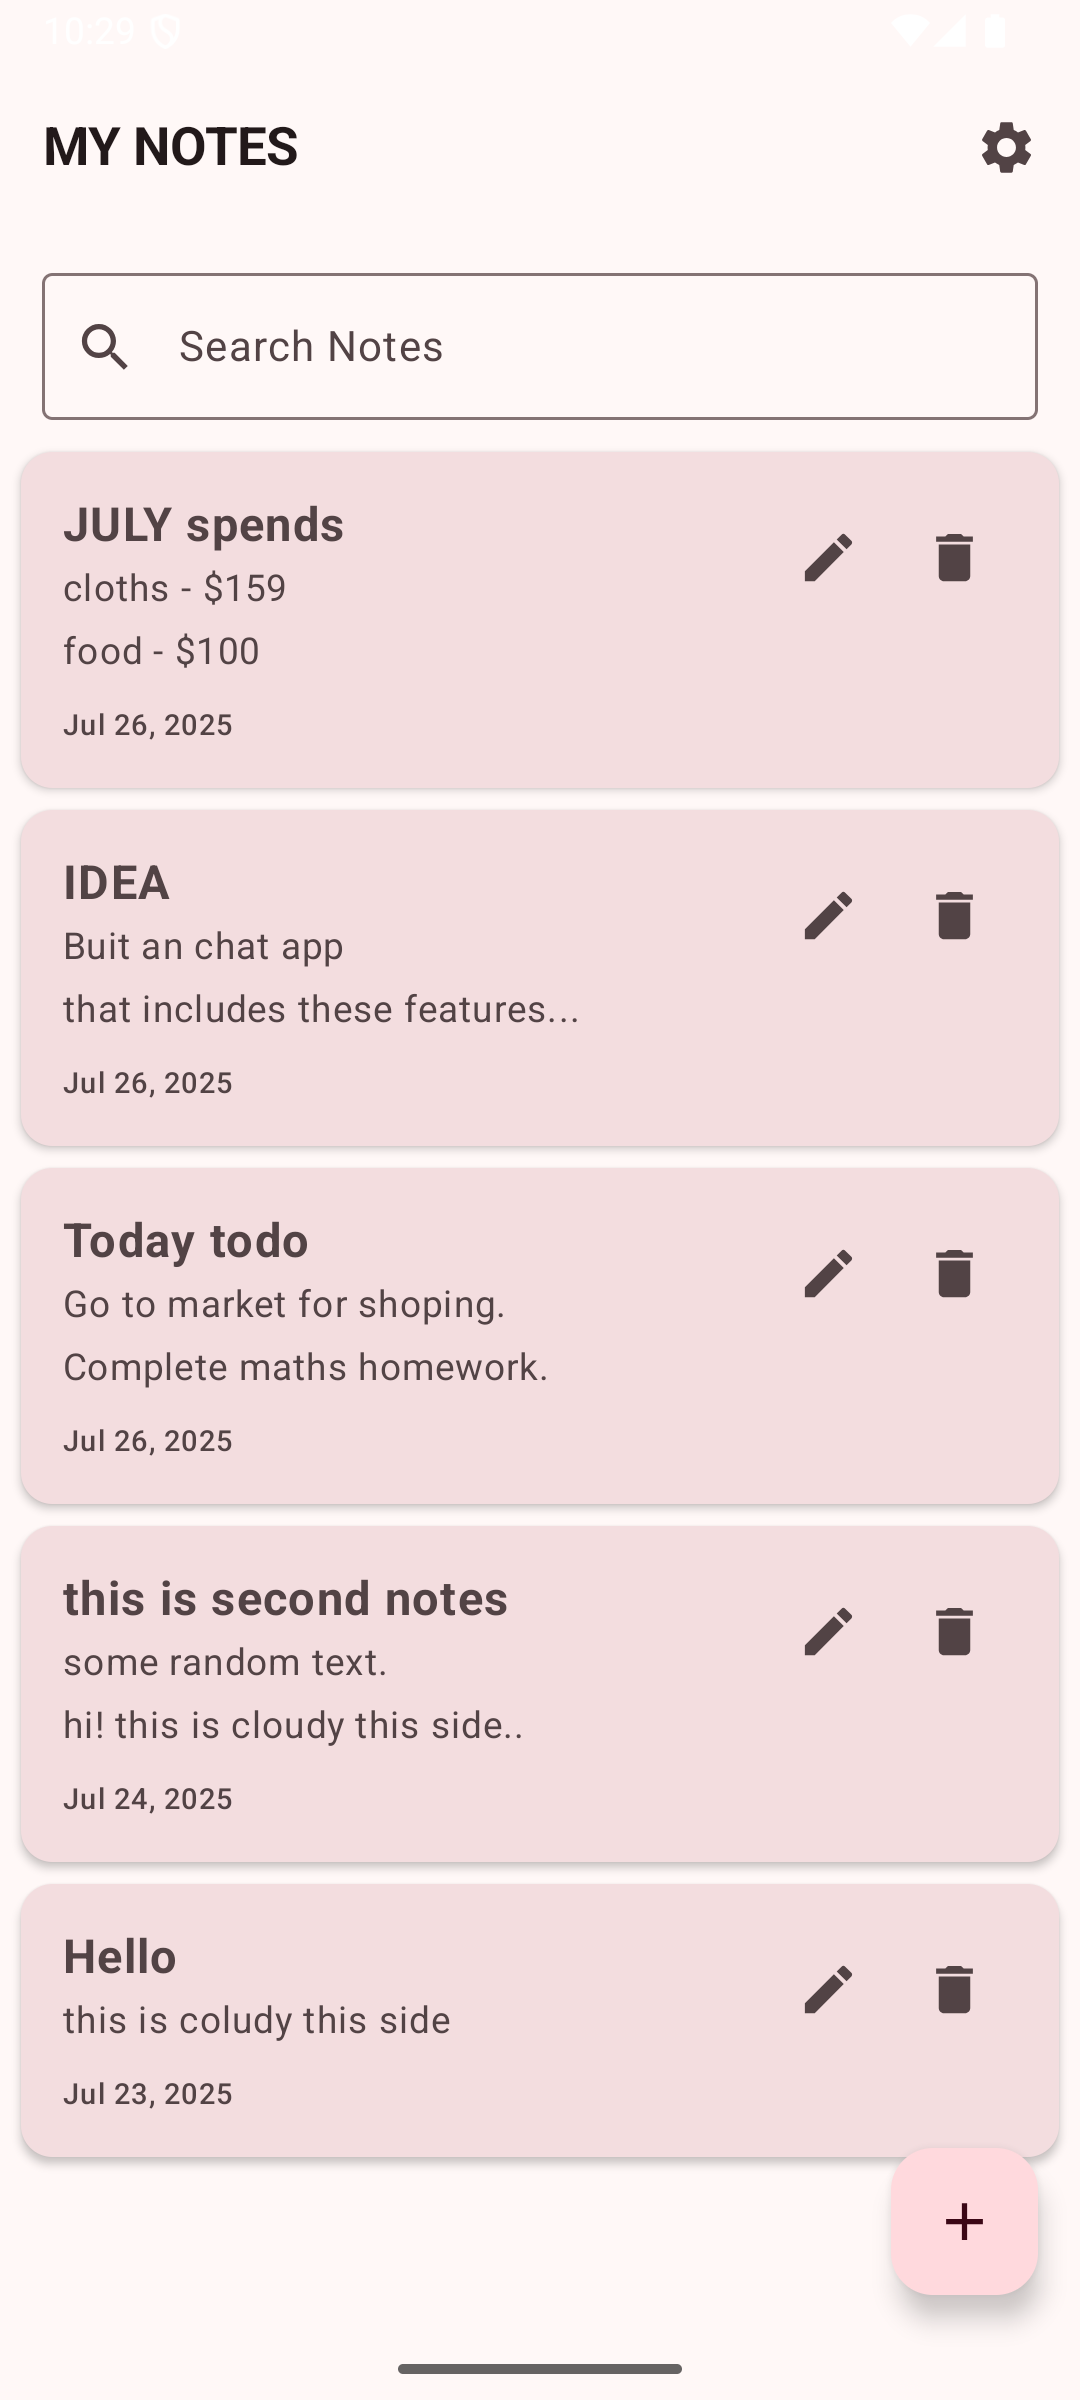 10:29
MY NOTES
Search Notes
JULY spends
cloths - $159
food - $100
Jul 26, 2025
IDEA
Buit an chat app
that includes these features...
Jul 26, 2025
Today todo
Go to market for shoping.
Complete maths homework.
Jul 26, 2025
this is second notes
some random text.
hi! this is cloudy this side..
Jul 24, 2025
Hello
this is coludy this side
Jul 23, 2025